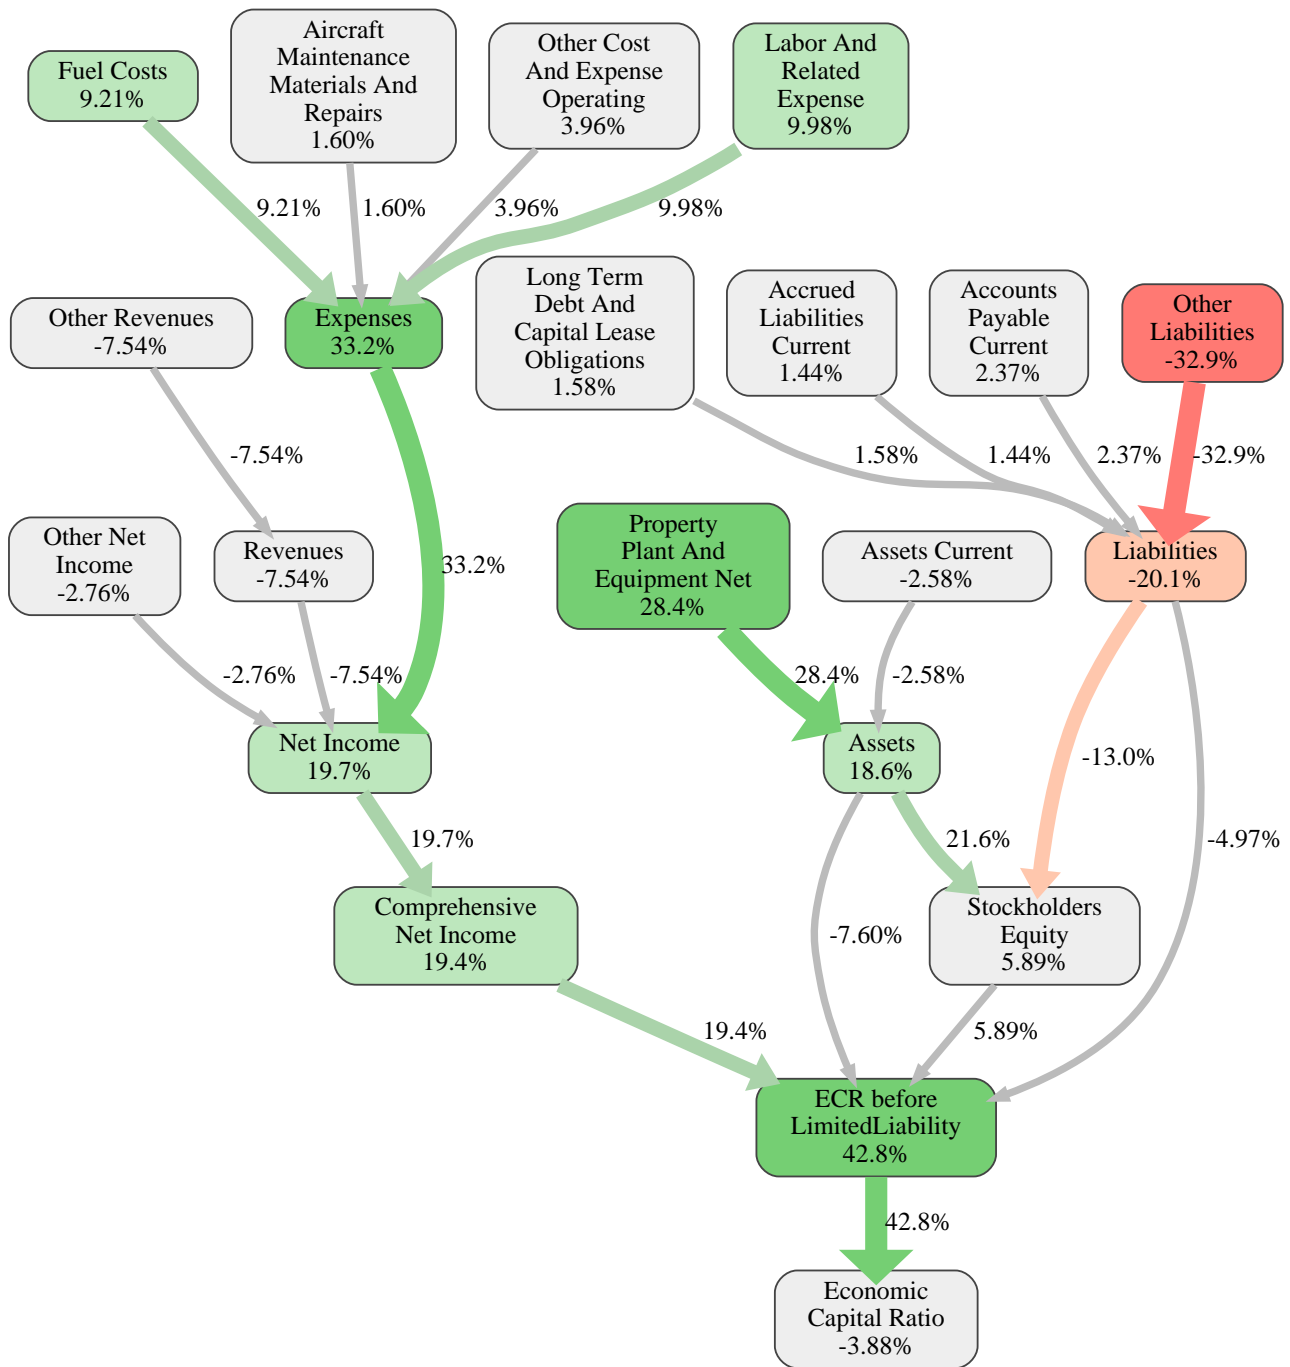 Fuel Costs
9.21%
Aircraft
Maintenance
Materials And
Repairs
1.60%
Other Cost
And Expense
Operating
3.96%
Labor And
Related
Expense
9.98%
9.21%
1.60%
3.96%
9.98%
Other Revenues
-7.54%
Expenses
33.2%
Long Term
Debt And
Capital Lease
Obligations
1.58%
Accrued
Liabilities
Current
1.44%
Accounts
Payable
Current
2.37%
Other
Liabilities
-32.9%
-7.54%
1.58%
1.44%
2.37%
-32.9%
Other Net
Income
-2.76%
Revenues
-7.54%
33.2%
Property
Plant And
Equipment Net
28.4%
Assets Current
-2.58%
Liabilities
-20.1%
-2.76%
-7.54%
28.4%
-2.58%
Net Income
19.7%
Assets
18.6%
-13.0%
19.7%
21.6%
-4.97%
Comprehensive
Net Income
19.4%
-7.60%
Stockholders
Equity
5.89%
19.4%
5.89%
ECR before
LimitedLiability
42.8%
42.8%
Economic
Capital Ratio
-3.88%